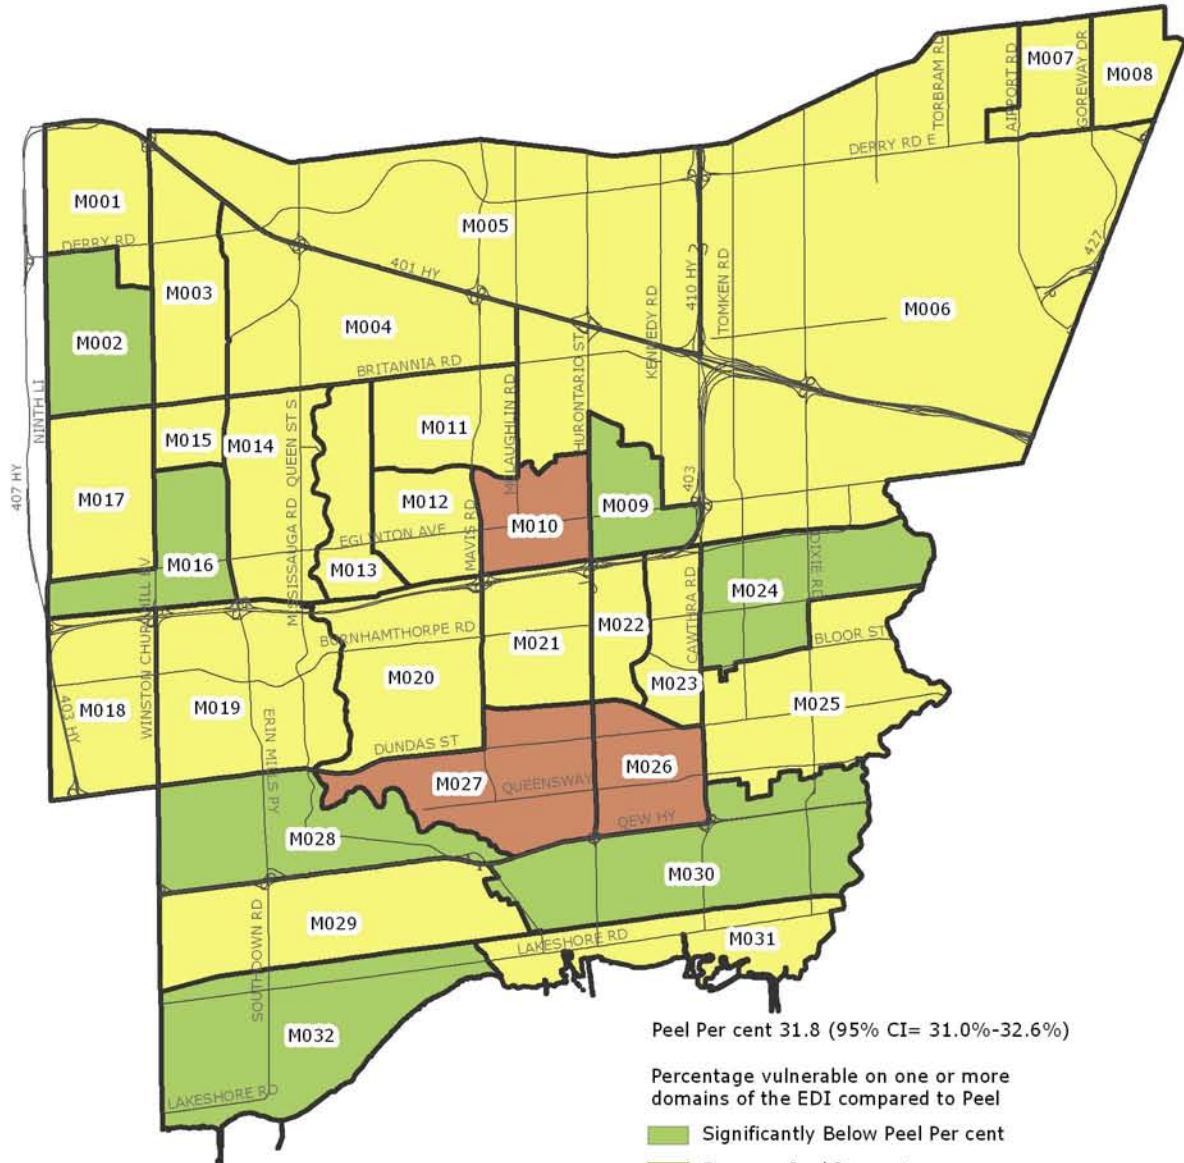 M007
M008
TORBRAM RD
AIRPORT RD
GOREWAY DR
DERRY RD E
M001
DERRY RD
M005
427
401 HY
410 HY
TOMKEN RD
M003
M002
M004
M006
KENNEDY RD
HURONTARIO ST
BRITANNIA RD
MCLAUGHLIN RD
NINTH LI
407 HY
M015
M014
MISSISSAUGA RD
QUEEN ST S
M011
M017
M012
403
M009
M010
MAVIS RD
EGLINTON AVE
M016
M013
WINSTON CHURCHILL BV
DIXIE RD
M024
CAWTHRA RD
M022
BURNHAMTHORPE RD
M021
BLOOR ST
M020
M023
403 HY
M018
M019
ERIN MILLS PY
M025
DUNDAS ST
M027
QUEENSWAY
M026
QEW HY
M028
M030
M029
SOUTHDOWN RD
LAKESHORE RD
M031
M032
LAKESHORE RD
Peel Per cent 31.8 (95% CI= 31.0%-32.6%)
Percentage vulnerable on one or more
domains of the EDI compared to Peel
Significantly Below Peel Per cent